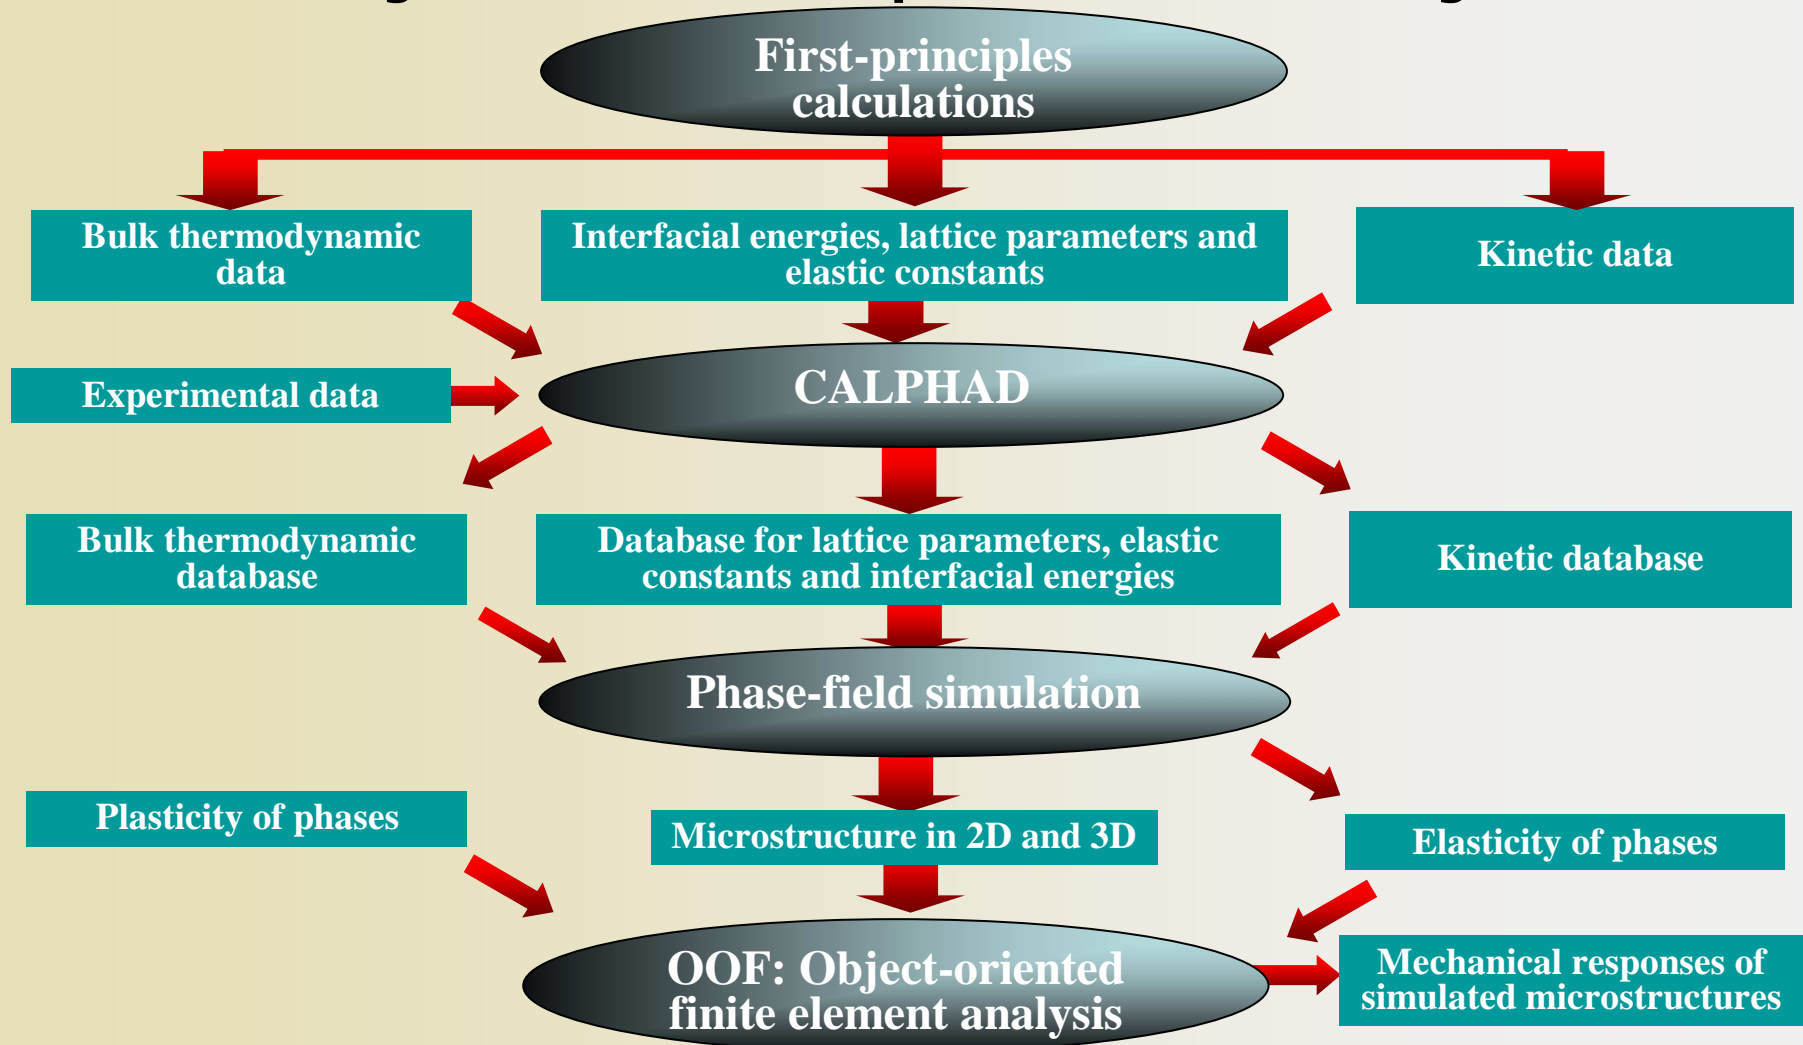 First-principles
calculations
Bulk thermodynamic
data
Interfacial energies, lattice parameters and
elastic constants
Kinetic data
Experimental data
CALPHAD
Bulk thermodynamic
database
Database for lattice parameters, elastic
constants and interfacial energies
Kinetic database
Phase-field simulation
Plasticity of phases
Microstructure in 2D and 3D
Elasticity of phases
OOF: Object-oriented
finite element analysis
Mechanical responses of
simulated microstructures